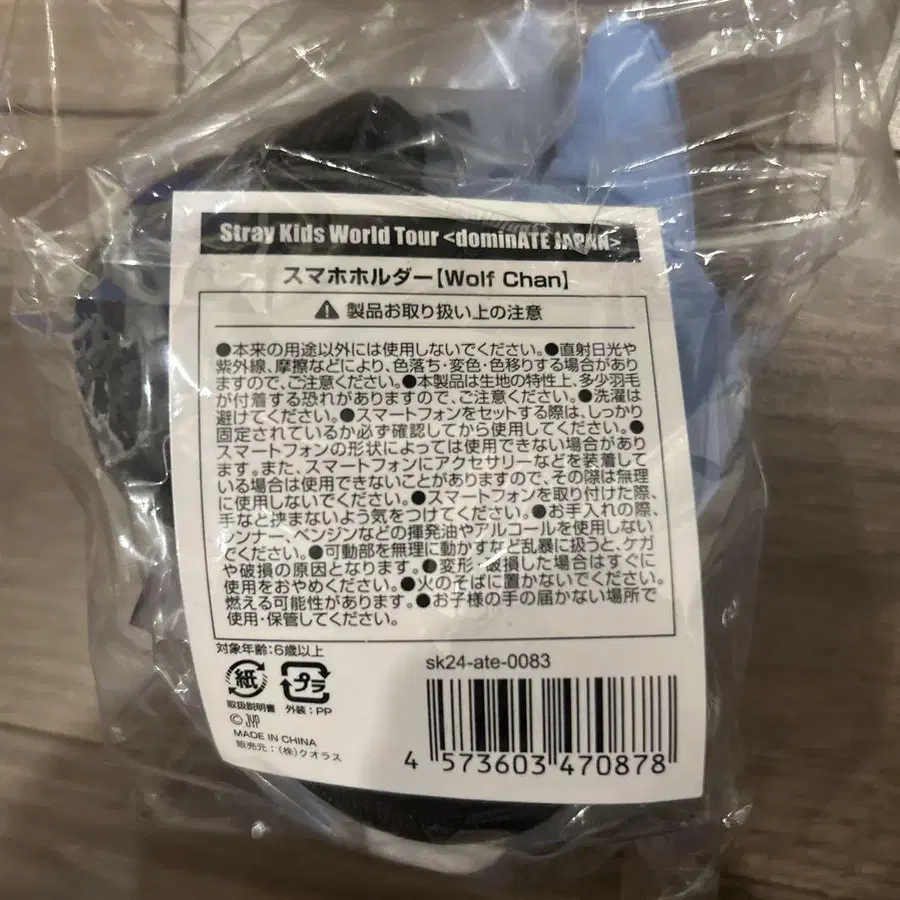 Stray Kids World Tour <dominATE JAPAN>
スマホホルダー【Wolf Chan】
⚠ 製品お取り扱い上の注意
●本来の用途以外には使用しないでください。●直射日光や
紫外線、摩擦などにより、色落ち・変色・色移りする場合があり
ますので、ご注意ください。●本製品は生地の特性上、多少羽毛
が付着する恐れがありますので、ご注意ください。●洗濯は
避けてください。●スマートフォンをセットする際は、しっかり
固定されているか必ず確認してから使用してください。●
スマートフォンの形状によっては使用できない場合があり
ます。また、スマートフォンにアクセサリーなどを装着して
いる場合は使用できないことがありますので、その際は無理
に使用しないでください。●スマートフォンを取り付けた際、
手など挟まないよう気をつけてください。●お手入れの際、
シンナー、ベンジンなどの揮発油やアルコールを使用しない
でください。●可動部を無理に動かすなど乱暴に扱うと、ケガ
や破損の原因となります。●変形・破損した場合はすぐに
使用をおやめください。●火のそばに置かないでください。
燃える可能性があります。●お子様の手の届かない場所で
使用・保管してください。
対象年齢:6歳以上
紙 プラ
取扱説明書 外装:PP
©JYP
MADE IN CHINA
販売元:(株)クオラス
sk24-ate-0083
4 573603 470878